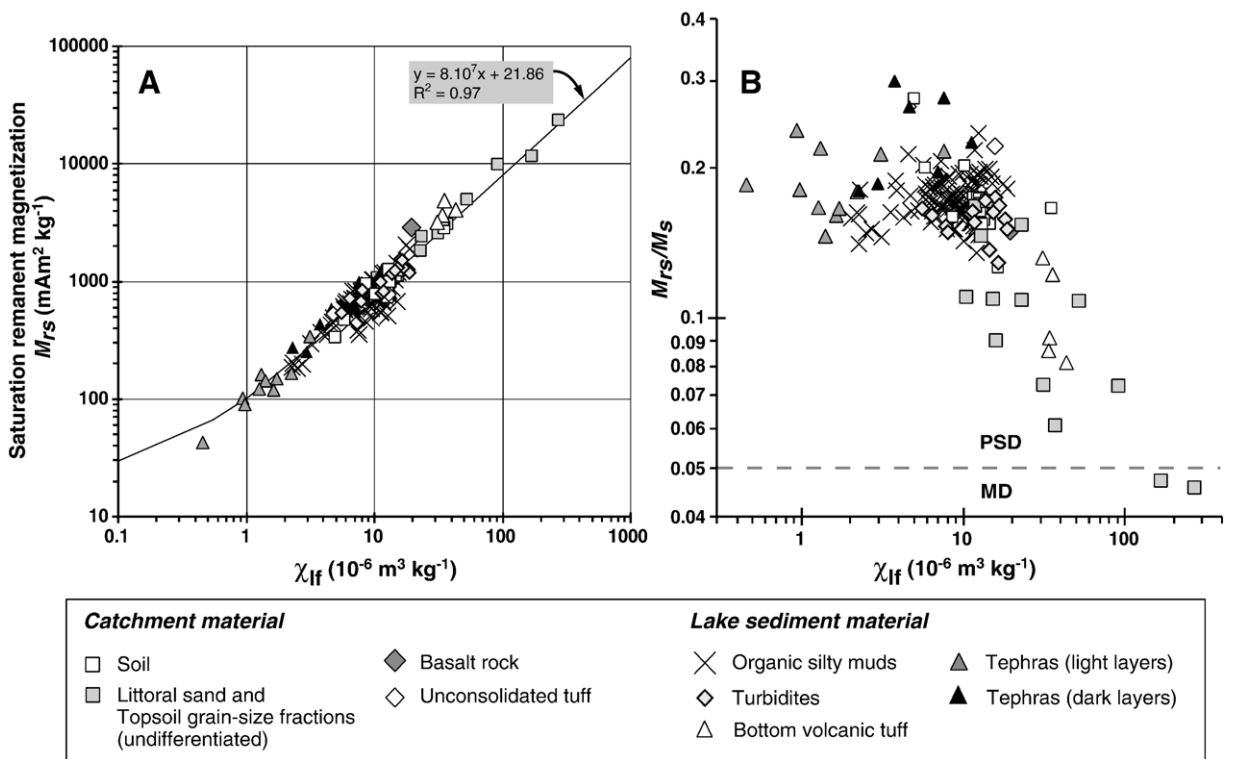 100000
10000
1000
100
10
0.1
1
10
100
1000
Saturation remanent magnetization
Mrs (mAm² kg⁻¹)
χlf (10⁻⁶ m³ kg⁻¹)
A
y = 8.10⁷x + 21.86
R² = 0.97
0.4
0.3
0.2
0.1
0.09
0.08
0.07
0.06
0.05
0.04
1
10
100
Mrs/Ms
χlf (10⁻⁶ m³ kg⁻¹)
B
PSD
MD
Catchment material
Soil
Littoral sand and
Topsoil grain-size fractions
(undifferentiated)
Basalt rock
Unconsolidated tuff
Lake sediment material
Organic silty muds
Turbidites
Bottom volcanic tuff
Tephras (light layers)
Tephras (dark layers)